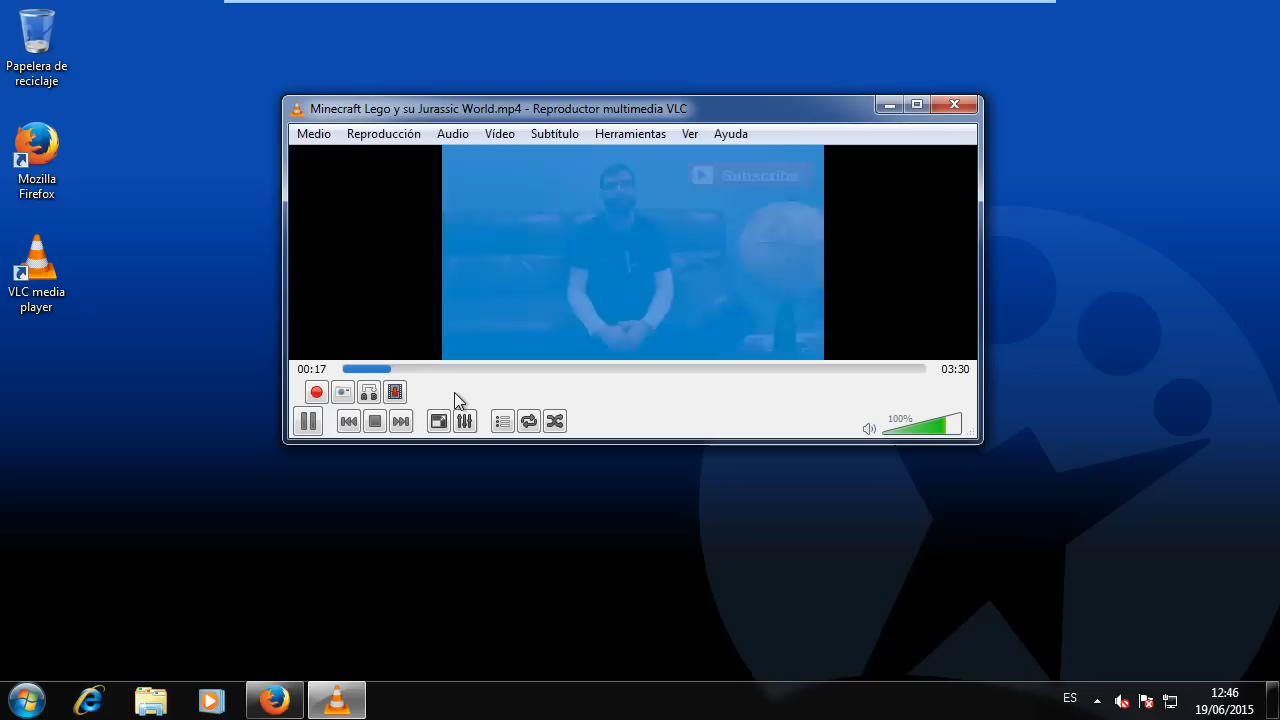 Papelera de
reciclaje
Mozilla
Firefox
VLC media
player
Minecraft Lego y su Jurassic World.mp4 - Reproductor multimedia VLC
Medio Reproducción Audio Vídeo Subtítulo Herramientas Ver Ayuda
Subscribe
00:17 03:30
100%
ES
12:46
19/06/2015